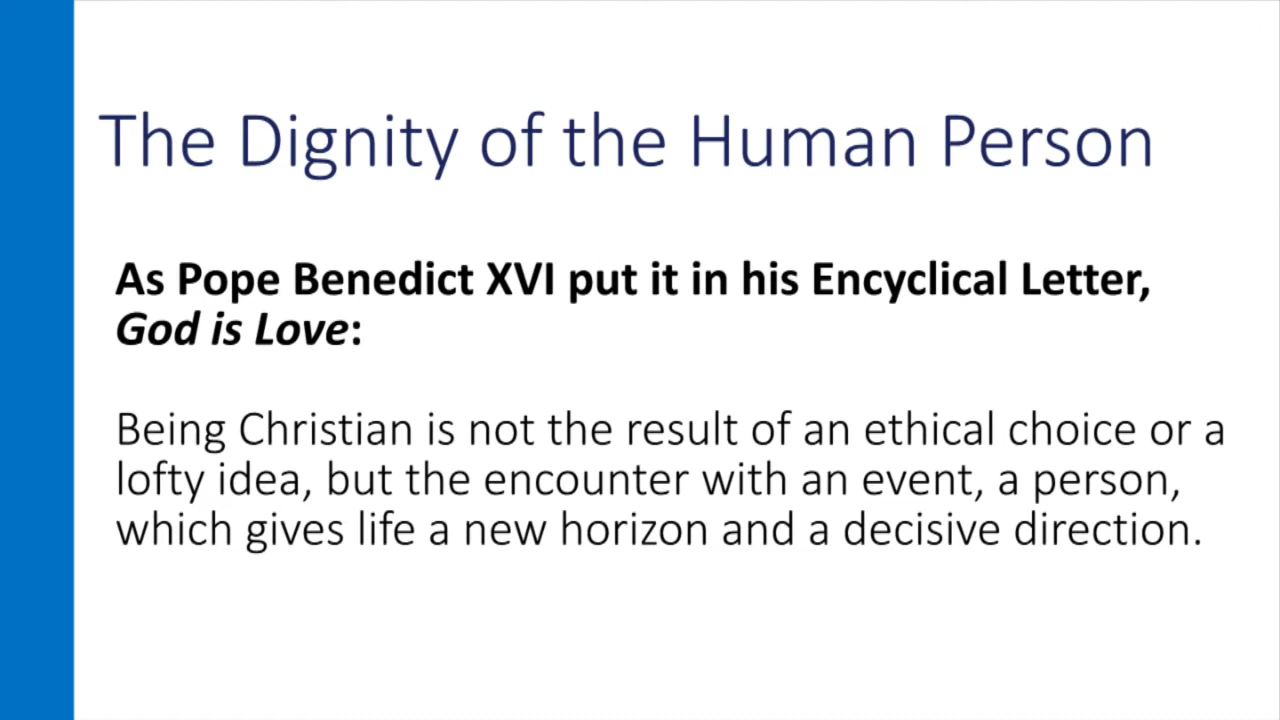 The Dignity of the Human Person
As Pope Benedict XVI put it in his Encyclical Letter,
God is Love:
Being Christian is not the result of an ethical choice or a
lofty idea, but the encounter with an event, a person,
which gives life a new horizon and a decisive direction.